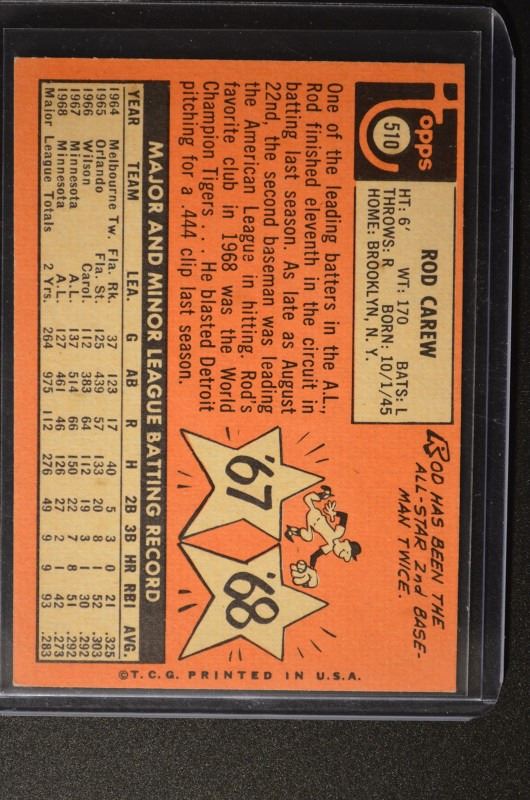 Topps
510
ROD CAREW
HT: 6' WT: 170 BATS: L
THROWS: R BORN: 10/1/45
HOME: BROOKLYN, N. Y.
ROD HAS BEEN THE
ALL-STAR 2nd BASE-
MAN TWICE.
One of the leading batters in the A.L.,
Rod finished eleventh in the circuit in
batting last season. As late as August
22nd, the second baseman was leading
the American League in hitting. Rod's
favorite club in 1968 was the World
Champion Tigers . . . He blasted Detroit
pitching for a .444 clip last season.
'67
'68
MAJOR AND MINOR LEAGUE BATTING RECORD
YEAR TEAM LEA. G AB R H 2B 3B HR RBI AVG.
1964 Melbourne Tw. Fla. Rk. 37 123 17 40 5 3 0 21 .325
1965 Orlando Fla. St. 125 439 57 133 20 8 1 52 .303
1966 Wilson Carol. 112 383 64 112 19 3 1 30 .292
1967 Minnesota A.L. 137 514 66 150 22 7 8 51 .292
1968 Minnesota A.L. 127 461 46 126 27 2 1 42 .273
Major League Totals 2 Yrs. 264 975 112 276 49 9 9 93 .283
©T.C.G. PRINTED IN U.S.A.